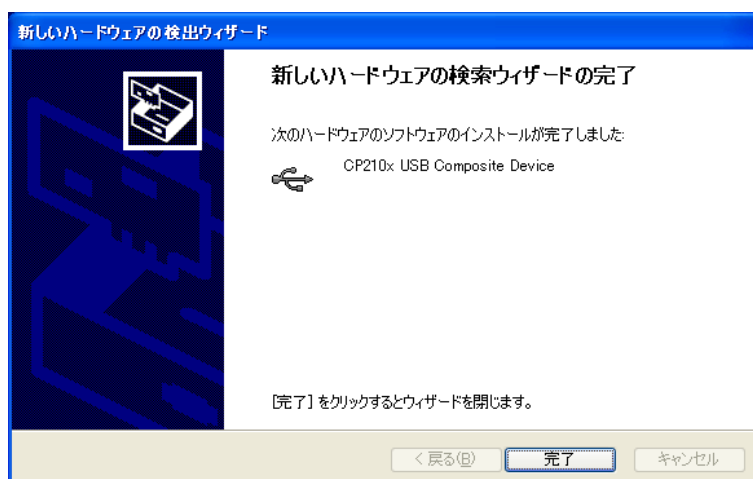 新しいハードウェアの検出ウィザード
新しいハードウェアの検索ウィザードの完了
次のハードウェアのソフトウェアのインストールが完了しました:
CP210x USB Composite Device
[完了] をクリックするとウィザードを閉じます。
< 戻る(B)
完了
キャンセル